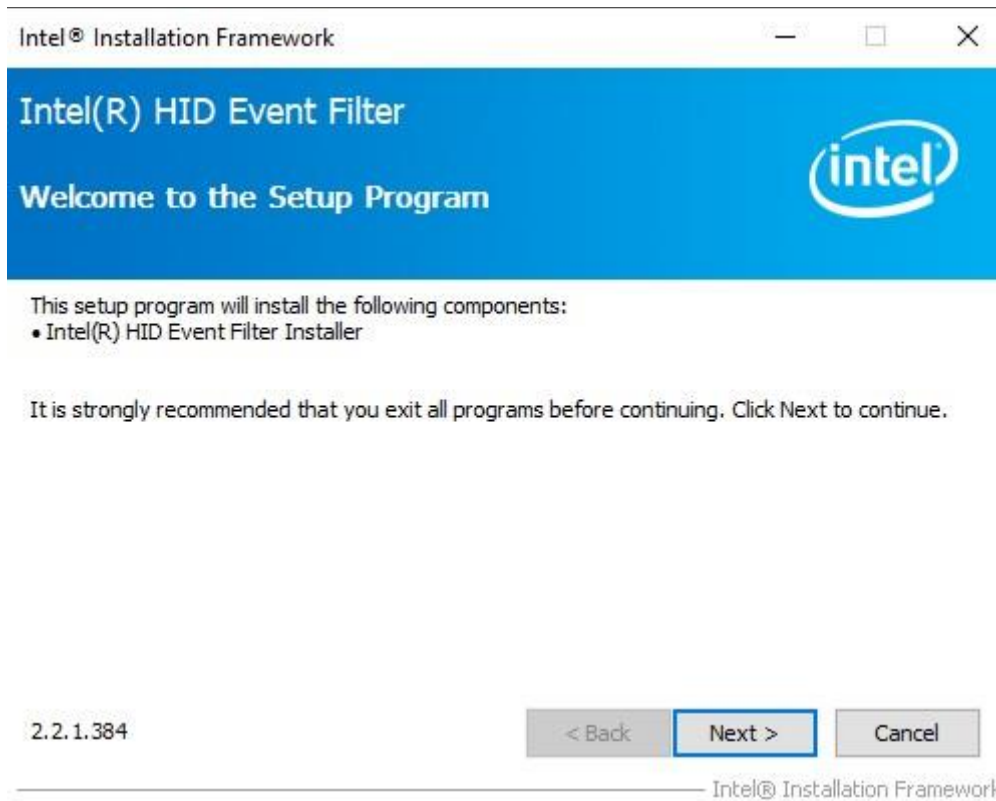 Intel® Installation Framework
Intel(R) HID Event Filter
intel
Welcome to the Setup Program
This setup program will install the following components:
• Intel(R) HID Event Filter Installer
It is strongly recommended that you exit all programs before continuing. Click Next to continue.
2.2.1.384
< Back
Next >
Cancel
Intel® Installation Framework